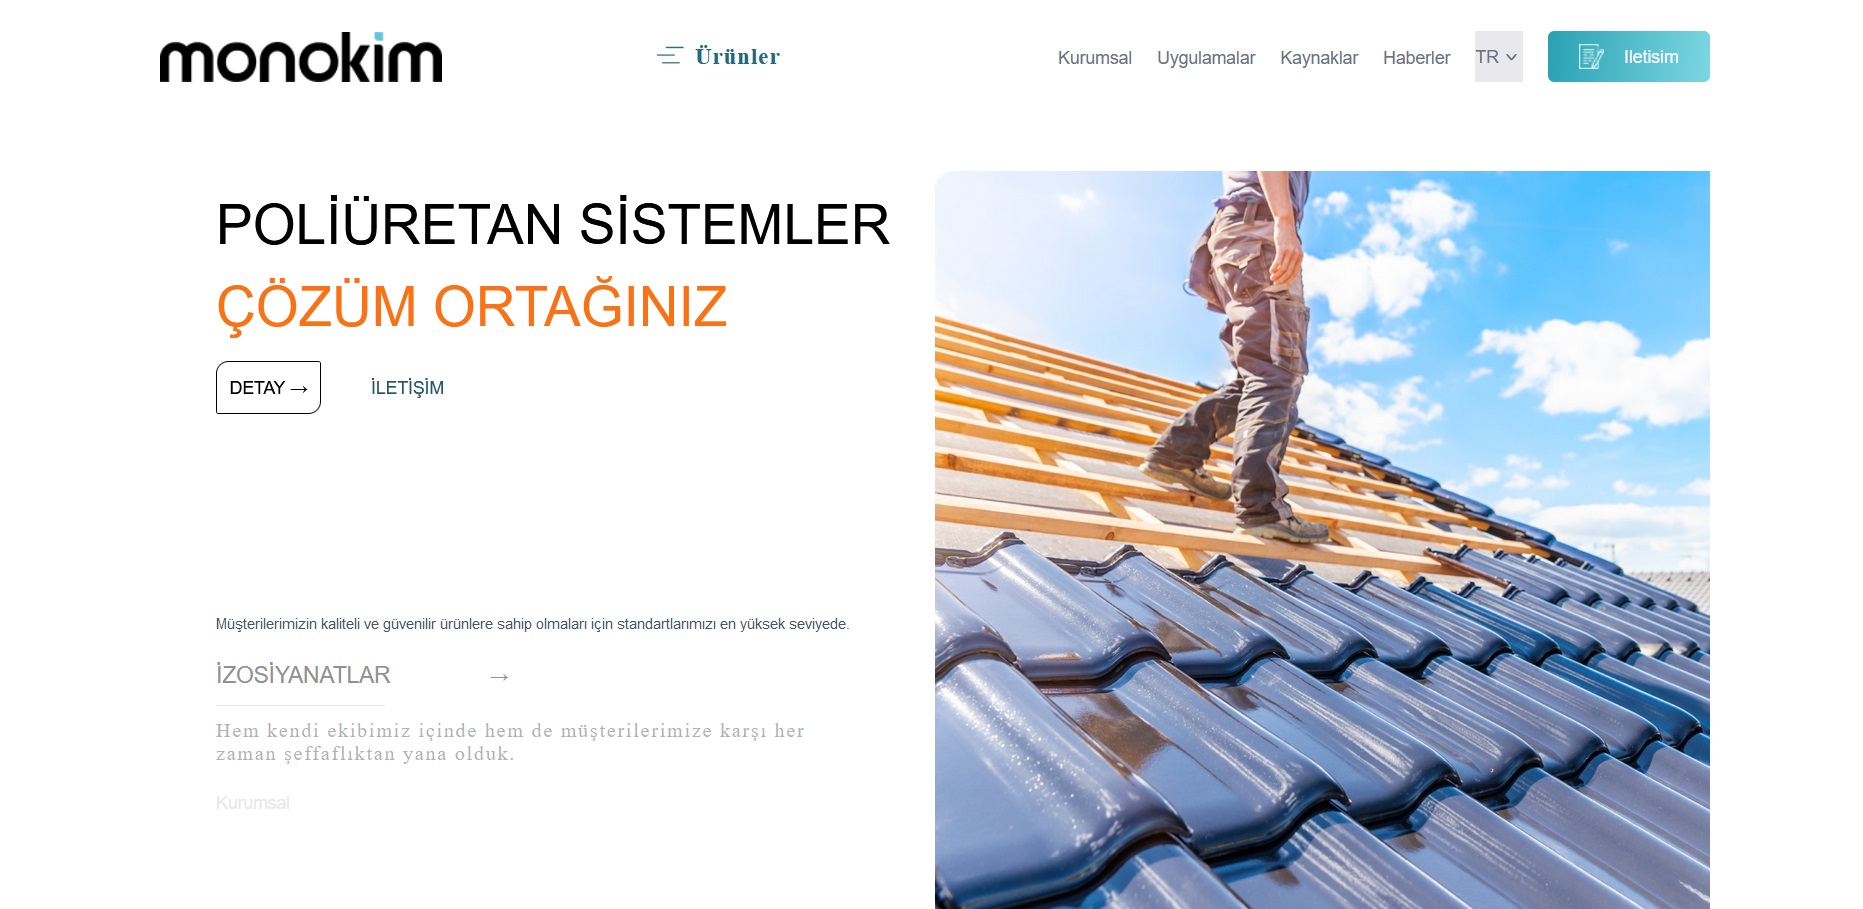 monokim
Ürünler
Kurumsal
Uygulamalar
Kaynaklar
Haberler
TR
Iletisim
POLİÜRETAN SİSTEMLER
ÇÖZÜM ORTAĞINIZ
DETAY →
İLETİŞİM
Müşterilerimizin kaliteli ve güvenilir ürünlere sahip olmaları için standartlarımızı en yüksek seviyede.
İZOSİYANATLAR →
Hem kendi ekibimiz içinde hem de müşterilerimize karşı her
zaman şeffaflıktan yana olduk.
Kurumsal